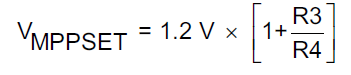 V_MPPSET = 1.2 V × [1+ R3/R4]